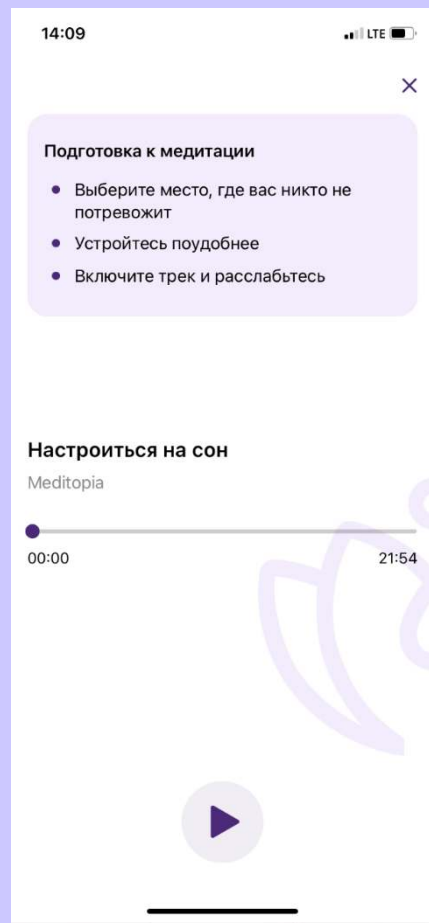 14:09
LTE
Подготовка к медитации
Выберите место, где вас никто не
потревожит
Устройтесь поудобнее
Включите трек и расслабьтесь
Настроиться на сон
Meditopia
00:00 21:54